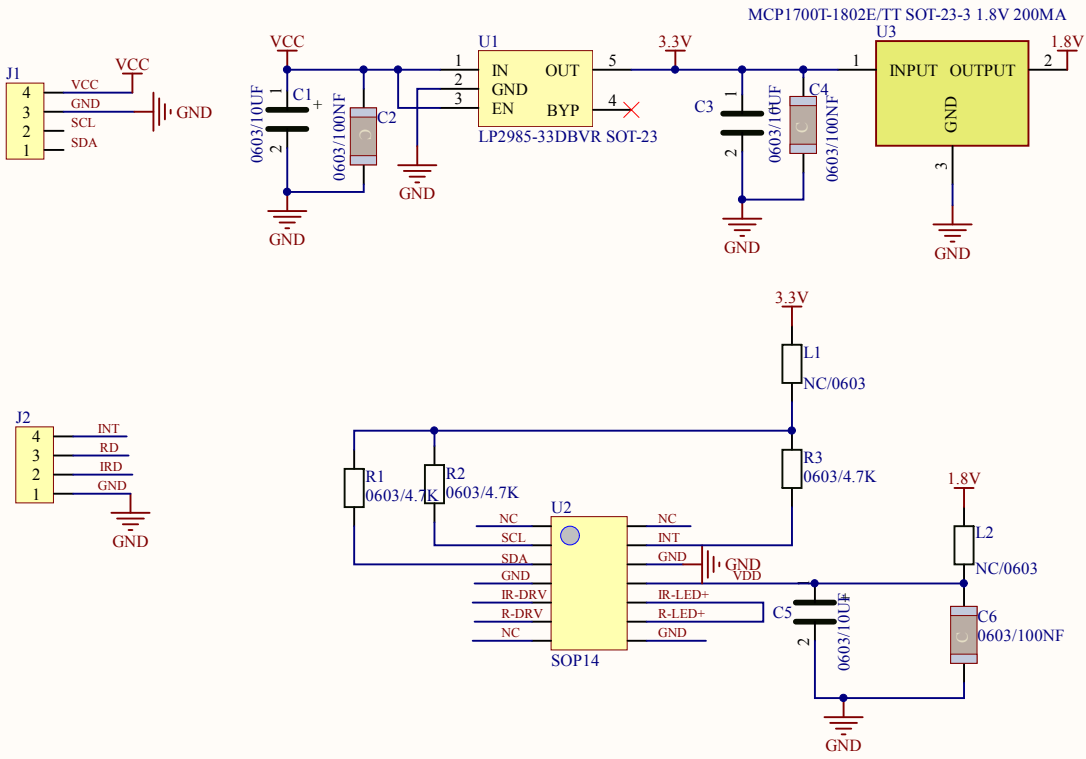 MCP1700T-1802E/TT SOT-23-3 1.8V 200MA
J1
VCC
4
VCC
3
GND
GND
2
SCL
1
SDA
VCC
C1
1
+
2
0603/10UF
C2
C
0603/100NF
GND
U1
1
IN
OUT
5
2
GND
3
EN
BYP
4
LP2985-33DBVR SOT-23
GND
3.3V
C3
1
2
0603/10UF
C4
C
0603/100NF
GND
U3
1
INPUT
OUTPUT
2
1.8V
GND
3
GND
J2
4
INT
3
RD
2
IRD
1
GND
GND
3.3V
L1
NC/0603
R1
0603/4.7K
R2
0603/4.7K
R3
0603/4.7K
U2
NC
NC
SCL
INT
SDA
GND
GND
GND
VDD
IR-DRV
IR-LED+
R-DRV
R-LED+
NC
GND
SOP14
1.8V
L2
NC/0603
C5
1
+
2
0603/10UF
C6
C
0603/100NF
GND